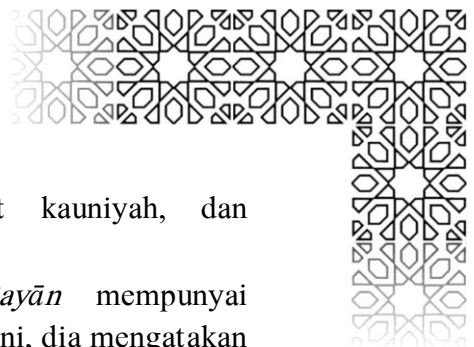 t kauniyah, dan
ayān mempunyai
ni, dia mengatakan